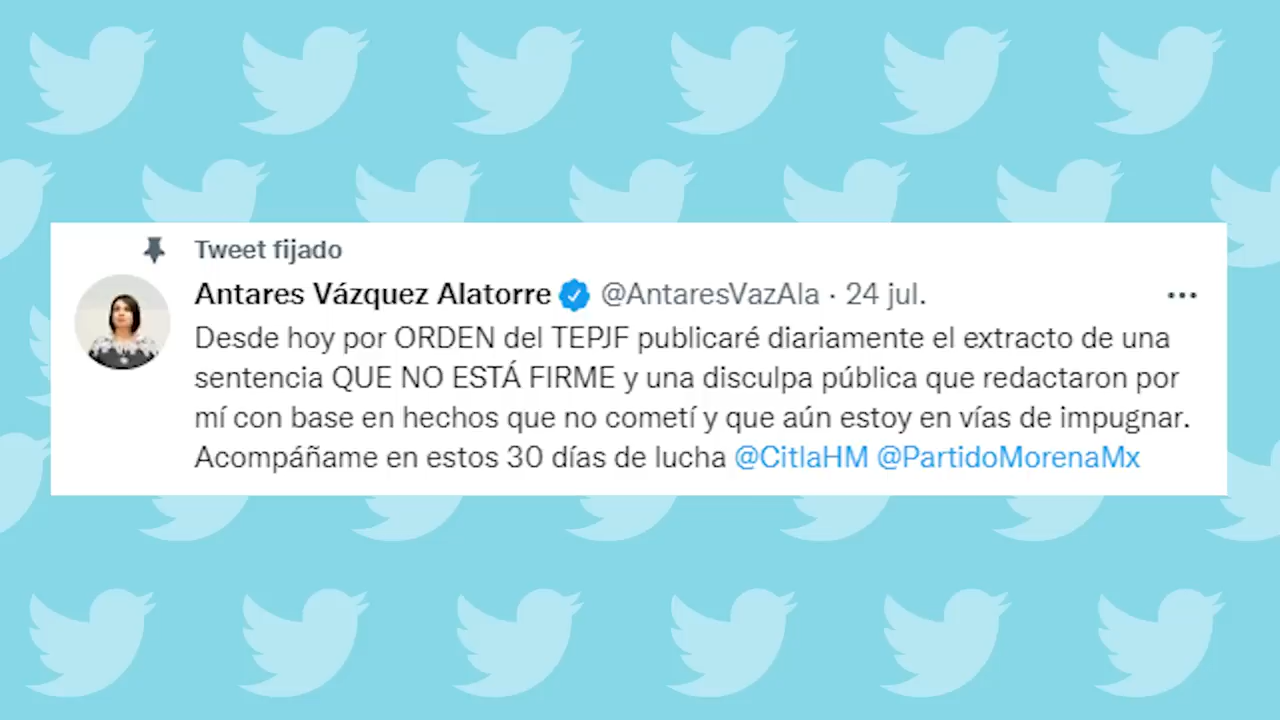 Tweet fijado
Antares Vázquez Alatorre @AntaresVazAla · 24 jul.
Desde hoy por ORDEN del TEPJF publicaré diariamente el extracto de una
sentencia QUE NO ESTÁ FIRME y una disculpa pública que redactaron por
mí con base en hechos que no cometí y que aún estoy en vías de impugnar.
Acompáñame en estos 30 días de lucha @CitlaHM @PartidoMorenaMx